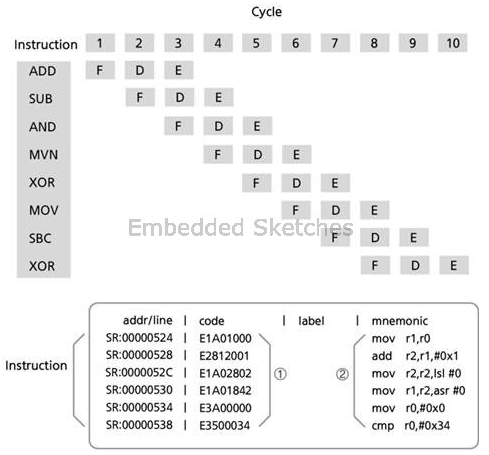 Cycle
Instruction 1 2 3 4 5 6 7 8 9 10
ADD F D E
SUB F D E
AND F D E
MVN F D E
XOR F D E
MOV F D E
Embedded Sketches
SBC F D E
XOR F D E
addr/line | code | label | mnemonic
SR:00000524 | E1A01000 mov r1,r0
SR:00000528 | E2812001 add r2,r1,#0x1
Instruction SR:0000052C | E1A02802 ① ② mov r2,r2,lsl #0
SR:00000530 | E1A01842 mov r1,r2,asr #0
SR:00000534 | E3A00000 mov r0,#0x0
SR:00000538 | E3500034 cmp r0,#0x34